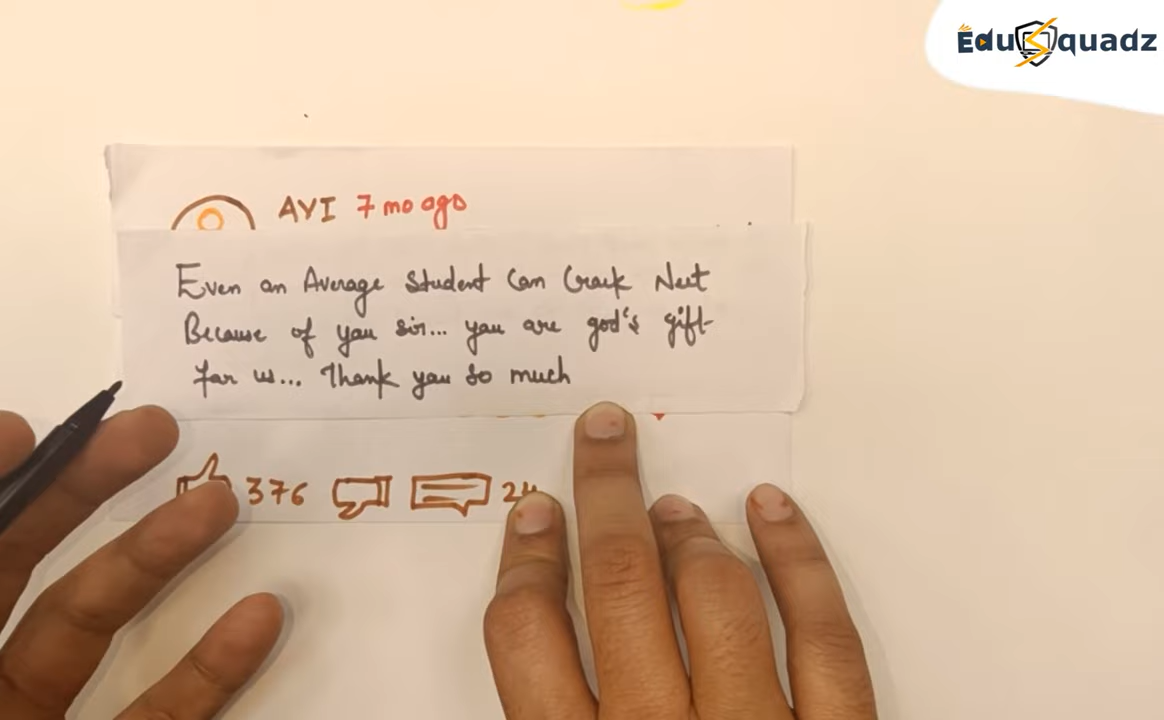 EduSquadz
AYI 7 mo ago
Even an Average Student Can Crack Neet
Because of you sir... you are god's gift
for us... Thank you so much
376